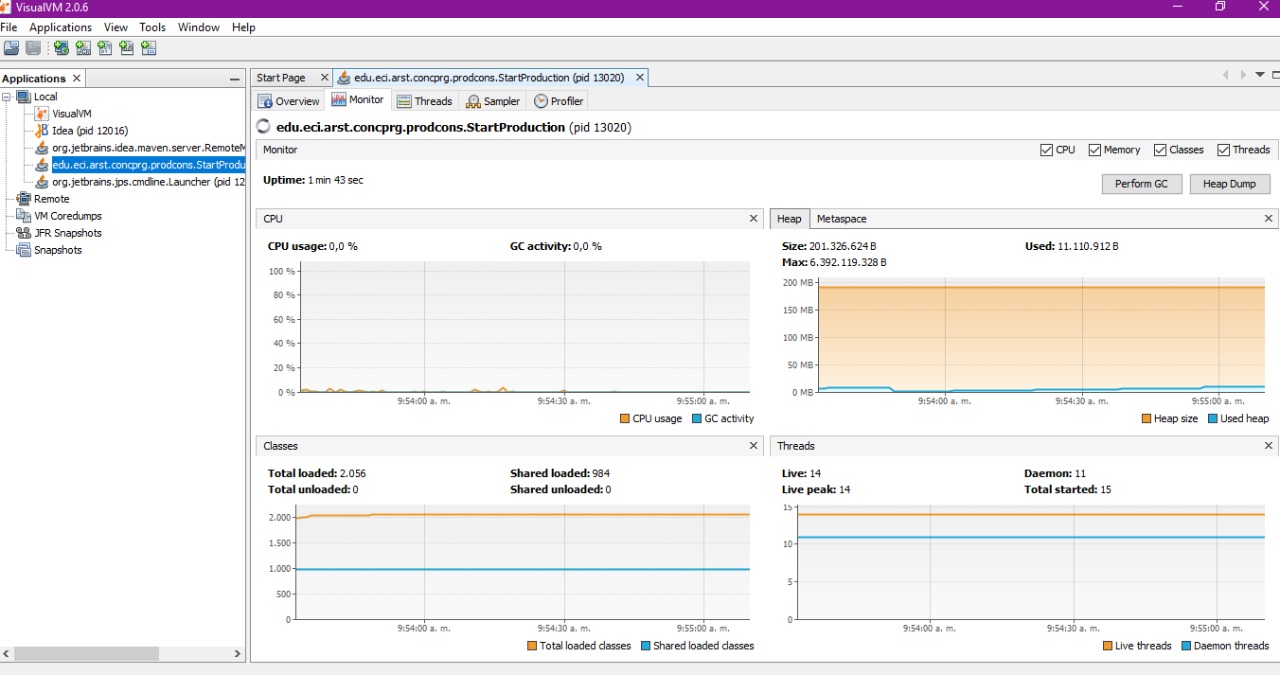 VisualVM 2.0.6
File Applications View Tools Window Help
Applications
Local
VisualVM
Idea (pid 12016)
org.jetbrains.idea.maven.server.RemoteM
edu.eci.arst.concprg.prodcons.StartProdu
org.jetbrains.jps.cmdline.Launcher (pid 12
Remote
VM Coredumps
JFR Snapshots
Snapshots
Start Page
edu.eci.arst.concprg.prodcons.StartProduction (pid 13020)
Overview Monitor Threads Sampler Profiler
edu.eci.arst.concprg.prodcons.StartProduction (pid 13020)
Monitor
CPU Memory Classes Threads
Uptime: 1 min 43 sec
Perform GC Heap Dump
CPU
CPU usage: 0,0 % GC activity: 0,0 %
100 %
80 %
60 %
40 %
20 %
0 %
9:54:00 a. m. 9:54:30 a. m. 9:55:00 a. m.
CPU usage GC activity
Heap Metaspace
Size: 201.326.624 B Used: 11.110.912 B
Max: 6.392.119.328 B
200 MB
150 MB
100 MB
50 MB
0 MB
9:54:00 a. m. 9:54:30 a. m. 9:55:00 a. m.
Heap size Used heap
Classes
Total loaded: 2.056 Shared loaded: 984
Total unloaded: 0 Shared unloaded: 0
2.000
1.500
1.000
500
0
9:54:00 a. m. 9:54:30 a. m. 9:55:00 a. m.
Total loaded classes Shared loaded classes
Threads
Live: 14 Daemon: 11
Live peak: 14 Total started: 15
15
10
5
0
9:54:00 a. m. 9:54:30 a. m. 9:55:00 a. m.
Live threads Daemon threads